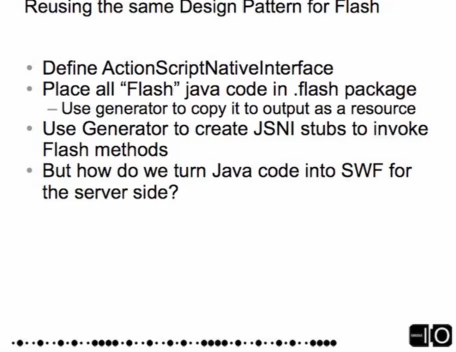 Reusing the same Design Pattern for Flash
• Define ActionScriptNativeInterface
• Place all “Flash” java code in .flash package
– Use generator to copy it to output as a resource
• Use Generator to create JSNI stubs to invoke
Flash methods
• But how do we turn Java code into SWF for
the server side?
IO